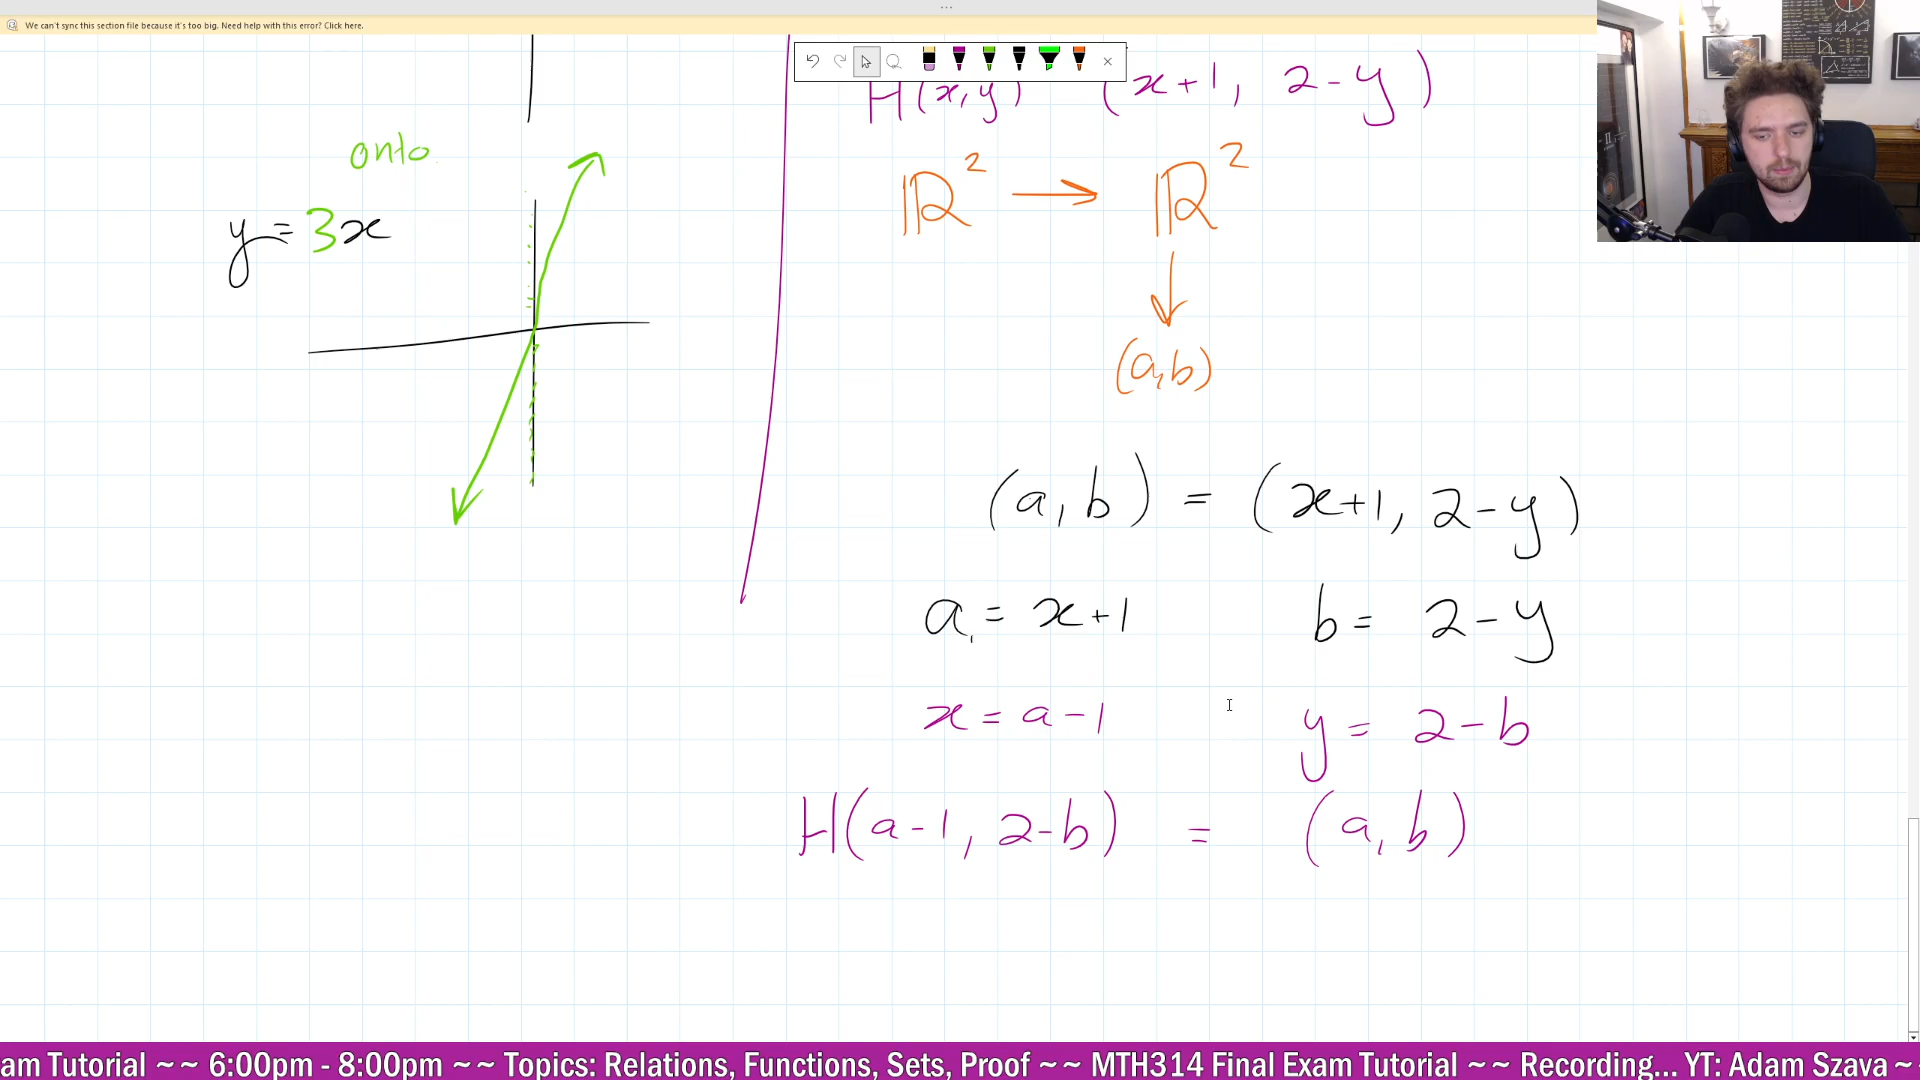 We can't sync this section file because it's too big. Need help with this error? Click here.
onto
y = 3x
H(x,y) (x+1, 2-y)
ℝ² → ℝ²
(a,b)
(a,b) = (x+1, 2-y)
a = x+1 b = 2-y
x = a-1 y = 2-b
H(a-1, 2-b) = (a,b)
am Tutorial ~~ 6:00pm - 8:00pm ~~ Topics: Relations, Functions, Sets, Proof ~~ MTH314 Final Exam Tutorial ~~ Recording... YT: Adam Szava ~